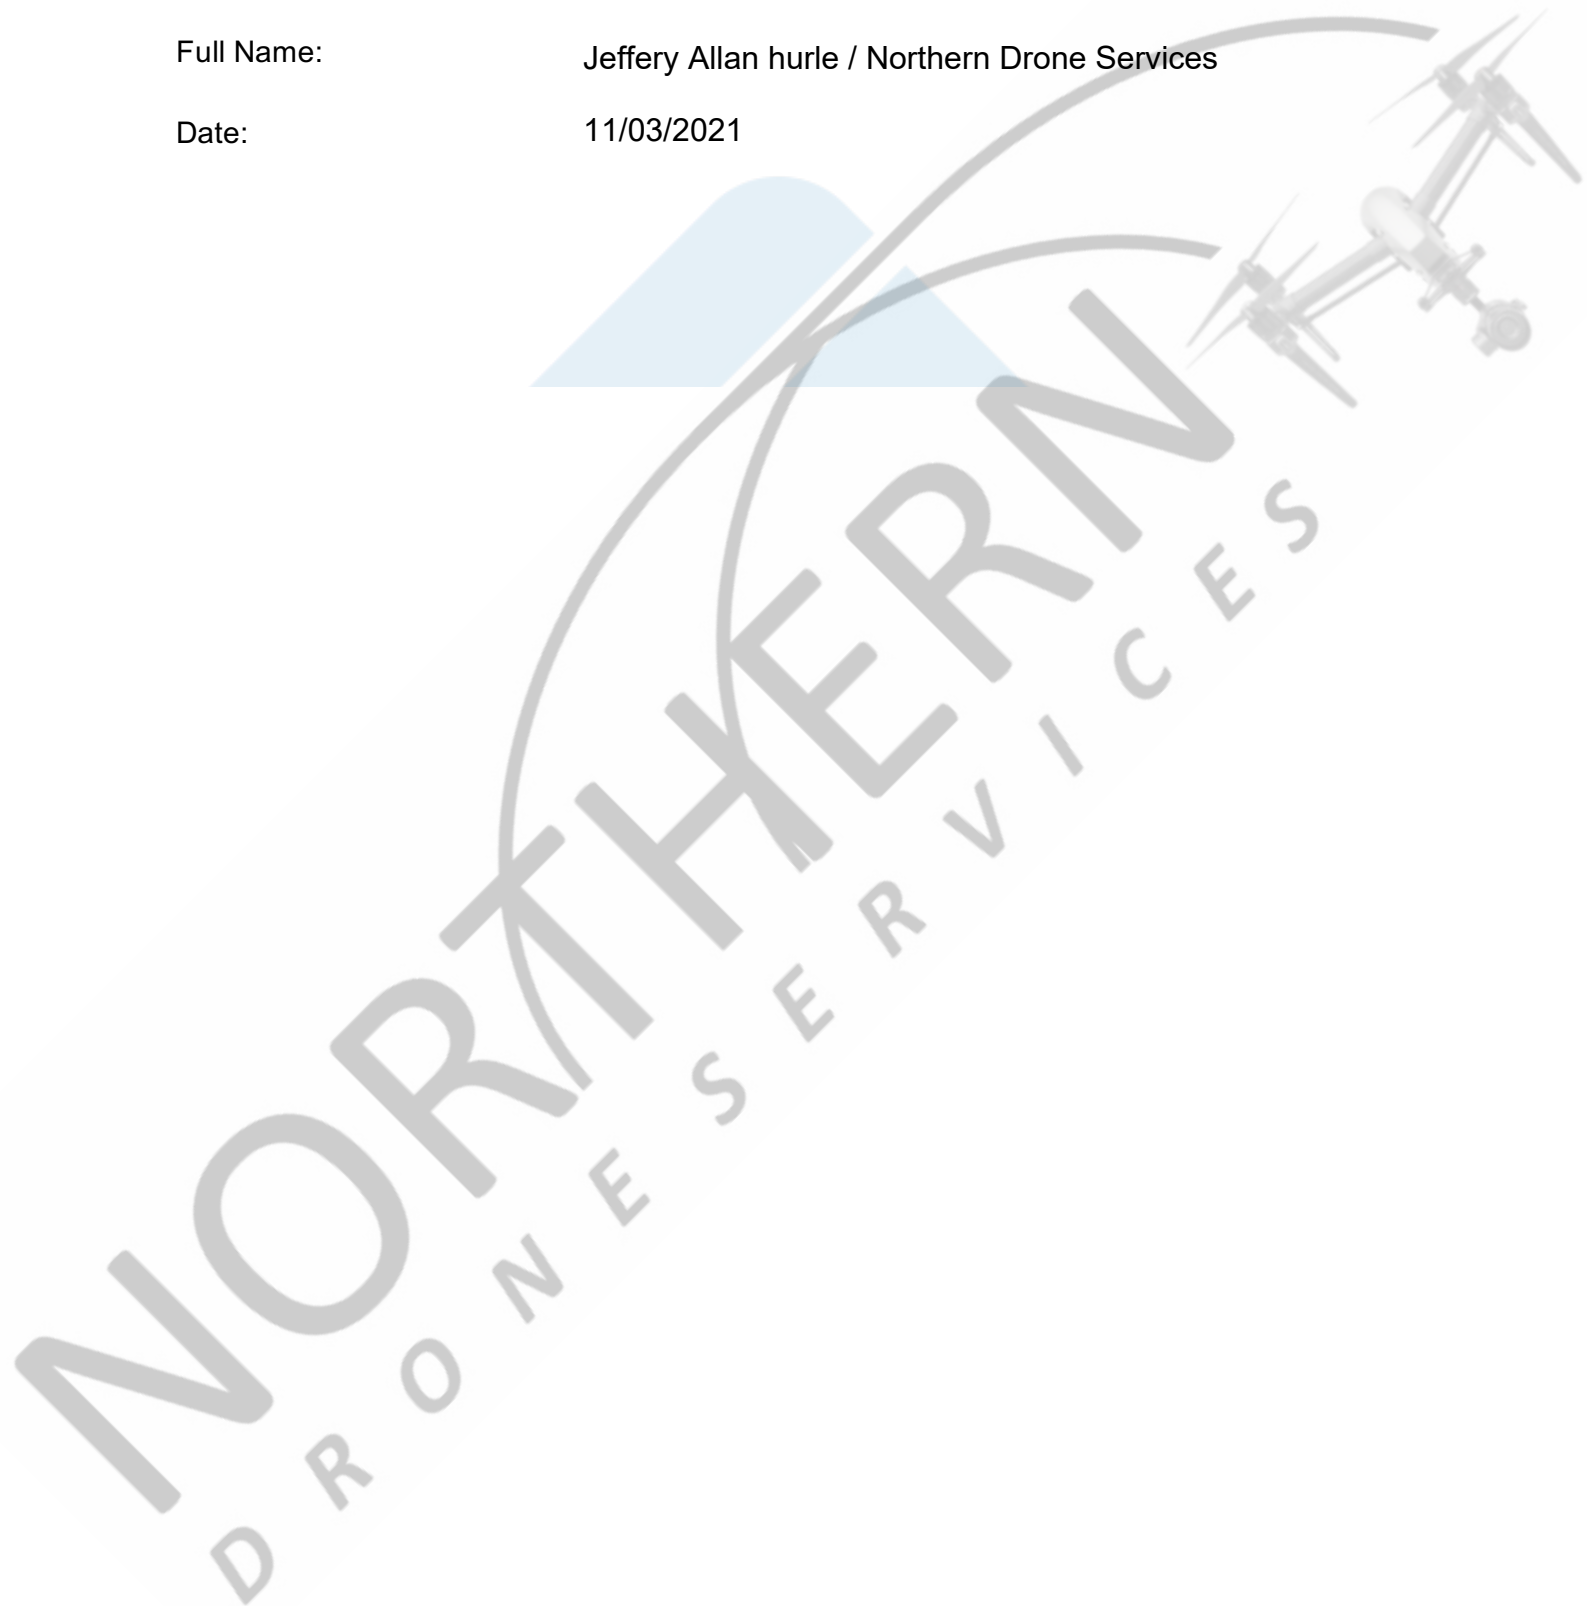 Full Name: Jeffery Allan hurle / Northern Drone Services
Date: 11/03/2021
NORTHERN
DRONE SERVICES